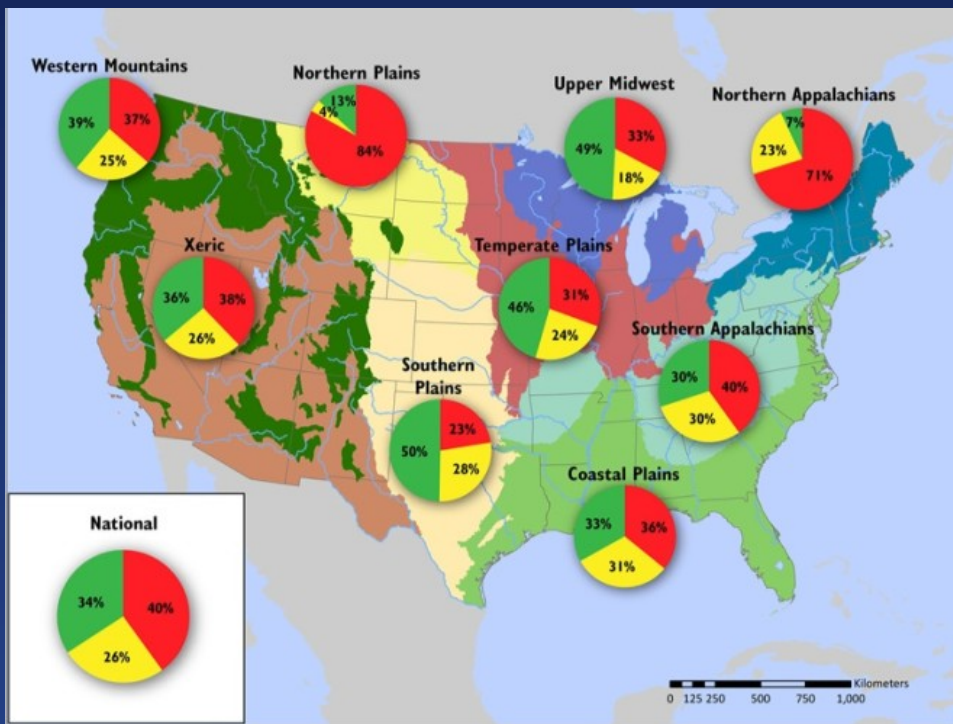 Western Mountains
39%
37%
25%
Northern Plains
13%
4%
84%
Upper Midwest
49%
33%
18%
Northern Appalachians
7%
23%
71%
Xeric
36%
38%
26%
Temperate Plains
46%
31%
24%
Southern Appalachians
30%
40%
30%
Southern
Plains
50%
23%
28%
Coastal Plains
33%
36%
31%
National
34%
40%
26%
Kilometers
0 125 250 500 750 1,000